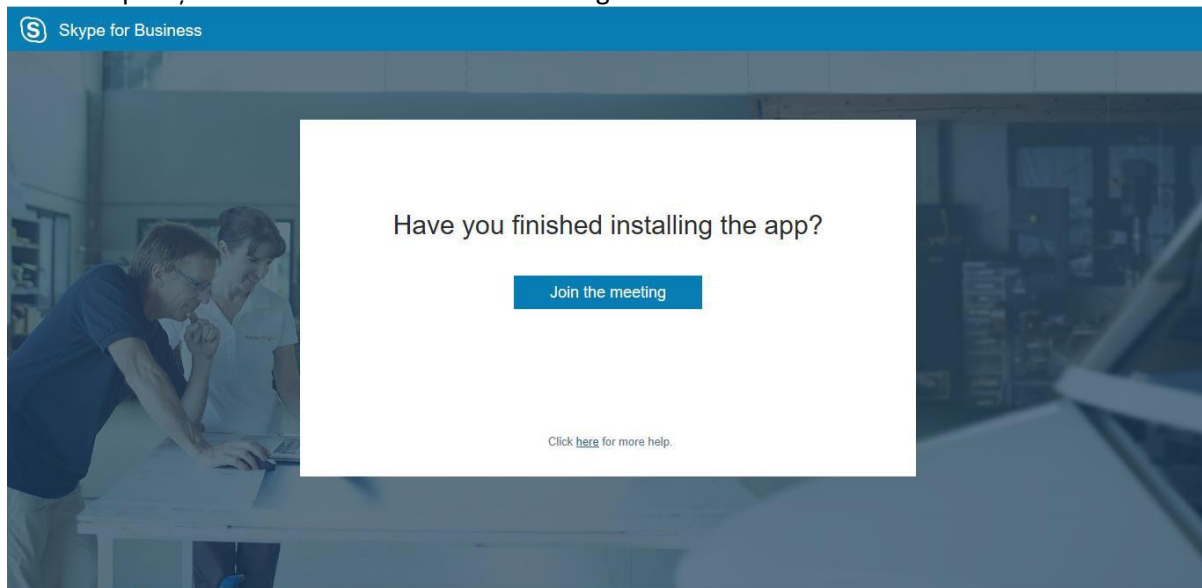 Skype for Business
Have you finished installing the app?
Join the meeting
Click here for more help.